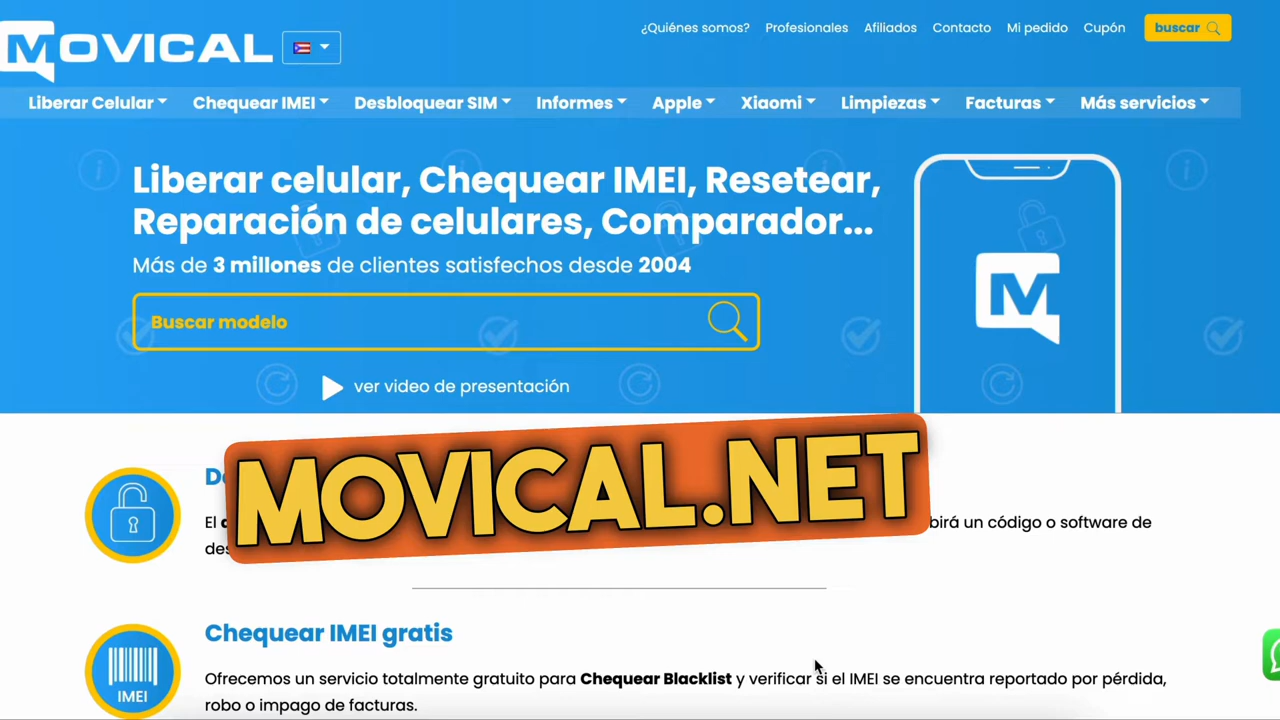 MOVICAL
¿Quiénes somos? Profesionales Afiliados Contacto Mi pedido Cupón buscar
Liberar Celular Chequear IMEI Desbloquear SIM Informes Apple Xiaomi Limpiezas Facturas Más servicios
Liberar celular, Chequear IMEI, Resetear,
Reparación de celulares, Comparador...
Más de 3 millones de clientes satisfechos desde 2004
Buscar modelo
ver video de presentación
M
MOVICAL.NET
El
un código o software de
Chequear IMEI gratis
IMEI
Ofrecemos un servicio totalmente gratuito para Chequear Blacklist y verificar si el IMEI se encuentra reportado por pérdida,
robo o impago de facturas.